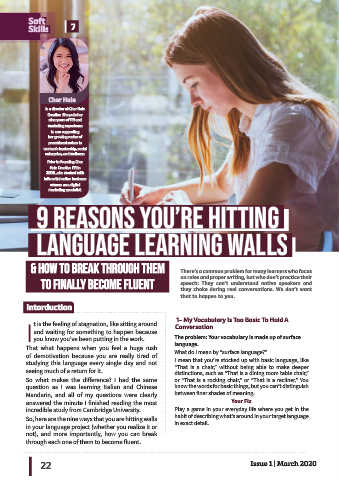 Soft
Skills
7
Char Hale
9 REASONS YOU'RE HITTING
LANGUAGE LEARNING WALLS
& HOW TO BREAK THROUGH THEM
TO FINALLY BECOME FLUENT
There's a common problem for many learners who focus
on rules and proper writing, but who don't practice their
speech: They can't understand native speakers and
they choke during real conversations. We don't want
that to happen to you.
Intorduction
It is the feeling of stagnation, like sitting around
and waiting for something to happen because
you know you've been putting in the work.
That what happens when you feel a huge rush
of demotivation because you are really tired of
studying this language every single day and not
seeing much of a return for it.
So what makes the difference? I had the same
question as I was learning Italian and Chinese
Mandarin, and all of my questions were clearly
answered the minute I finished reading the most
incredible study from Cambridge University.
So, here are the nine ways that you are hitting walls
in your language project (whether you realize it or
not), and more importantly, how you can break
through each one of them to become fluent.
1- My Vocabulary Is Too Basic To Hold A
Conversation
The problem: Your vocabulary is made up of surface
language.
What do I mean by "surface language?"
I mean that you're stocked up with basic language, like
"That is a chair," without being able to make deeper
distinctions, such as "That is a dining room table chair,"
or "That is a rocking chair," or "That is a recliner." You
know the words for basic things, but you can't distinguish
between finer shades of meaning.
Your Fix
Play a game in your everyday life where you get in the
habit of describing what's around in your target language
in exact detail.
22
Issue 1 | March 2020